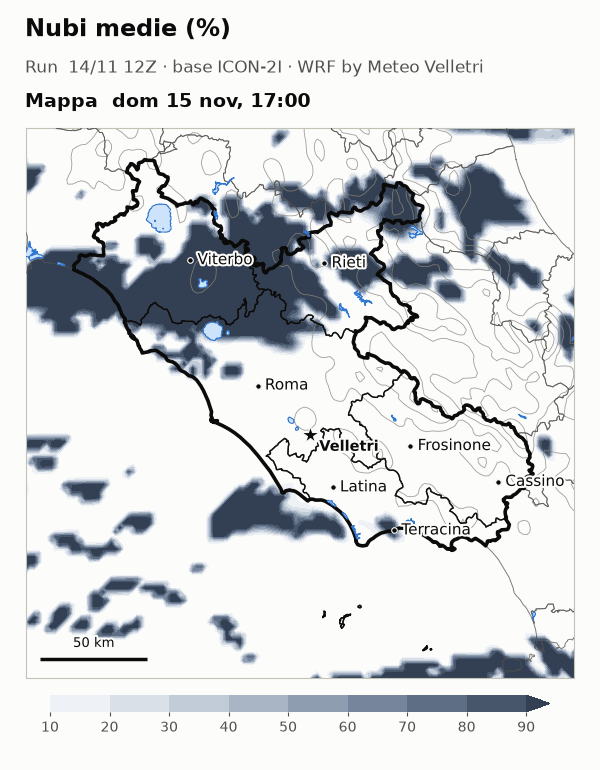 Nubi medie (%)
Run  14/11 12Z · base ICON-2I · WRF by Meteo Velletri
Mappa  dom 15 nov, 17:00
Viterbo
Rieti
Roma
Velletri
Frosinone
Latina
Cassino
Terracina
50 km
10 20 30 40 50 60 70 80 90